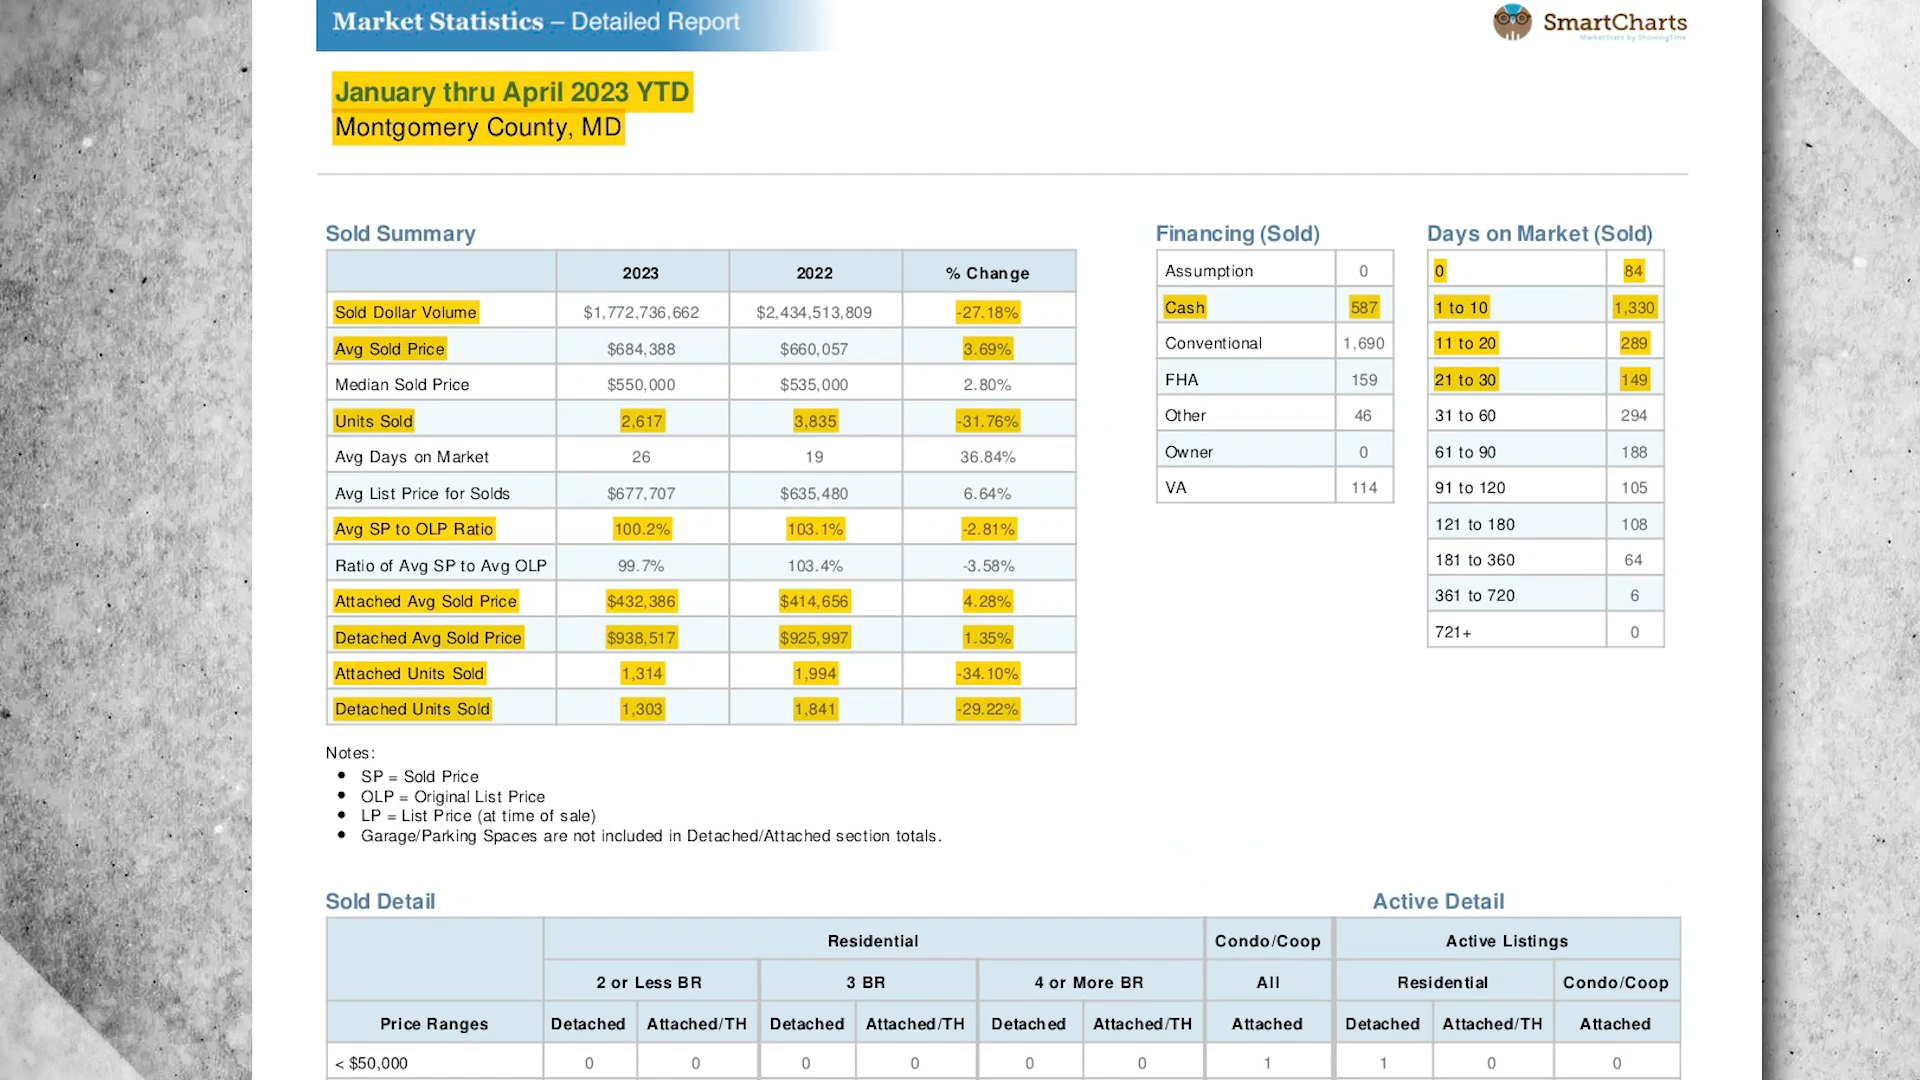 Market Statistics – Detailed Report
SmartCharts
MarketStats by ShowingTime
January thru April 2023 YTD
Montgomery County, MD
Sold Summary
2023 2022 % Change
Sold Dollar Volume $1,772,736,662 $2,434,513,809 -27.18%
Avg Sold Price $684,388 $660,057 3.69%
Median Sold Price $550,000 $535,000 2.80%
Units Sold 2,617 3,835 -31.76%
Avg Days on Market 26 19 36.84%
Avg List Price for Solds $677,707 $635,480 6.64%
Avg SP to OLP Ratio 100.2% 103.1% -2.81%
Ratio of Avg SP to Avg OLP 99.7% 103.4% -3.58%
Attached Avg Sold Price $432,386 $414,656 4.28%
Detached Avg Sold Price $938,517 $925,997 1.35%
Attached Units Sold 1,314 1,994 -34.10%
Detached Units Sold 1,303 1,841 -29.22%
Financing (Sold)
Assumption 0
Cash 587
Conventional 1,690
FHA 159
Other 46
Owner 0
VA 114
Days on Market (Sold)
0 84
1 to 10 1,330
11 to 20 289
21 to 30 149
31 to 60 294
61 to 90 188
91 to 120 105
121 to 180 108
181 to 360 64
361 to 720 6
721+ 0
Notes:
• SP = Sold Price
• OLP = Original List Price
• LP = List Price (at time of sale)
• Garage/Parking Spaces are not included in Detached/Attached section totals.
Sold Detail
Active Detail
Residential Condo/Coop Active Listings
2 or Less BR 3 BR 4 or More BR All Residential Condo/Coop
Price Ranges Detached Attached/TH Detached Attached/TH Detached Attached/TH Attached Detached Attached/TH Attached
< $50,000 0 0 0 0 0 0 1 1 0 0